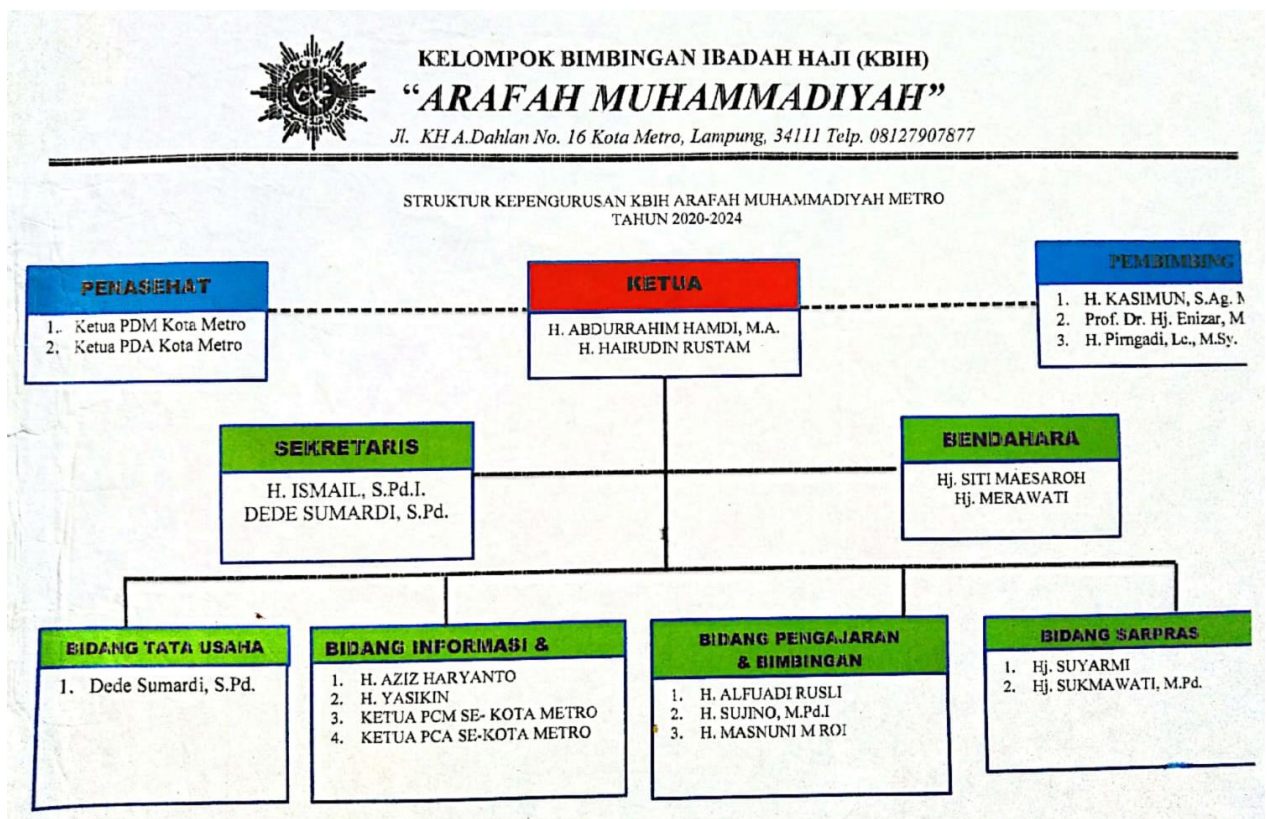 KELOMPOK BIMBINGAN IBADAH HAJI (KBIH)
“ARAFAH MUHAMMADIYAH”
Jl. KH A.Dahlan No. 16 Kota Metro, Lampung, 34111 Telp. 08127907877
STRUKTUR KEPENGURUSAN KBIH ARAFAH MUHAMMADIYAH METRO
TAHUN 2020-2024
PENASEHAT
1. Ketua PDM Kota Metro
2. Ketua PDA Kota Metro
KETUA
H. ABDURRAHIM HAMDI, M.A.
H. HAIRUDIN RUSTAM
PEMBIMBING
1. H. KASIMUN, S.Ag.
2. Prof. Dr. Hj. Enizar,
3. H. Pirngadi, Lc., M.Sy.
SEKRETARIS
H. ISMAIL, S.Pd.I.
DEDE SUMARDI, S.Pd.
BENDAHARA
Hj. SITI MAESAROH
Hj. MERAWATI
BIDANG TATA USAHA
1. Dede Sumardi, S.Pd.
BIDANG INFORMASI &
1. H. AZIZ HARYANTO
2. H. YASIKIN
3. KETUA PCM SE- KOTA METRO
4. KETUA PCA SE-KOTA METRO
BIDANG PENGAJARAN
& BIMBINGAN
1. H. ALFUADI RUSLI
2. H. SUJINO, M.Pd.I
3. H. MASNUNI M ROI
BIDANG SARPRAS
1. Hj. SUYARMI
2. Hj. SUKMAWATI, M.Pd.